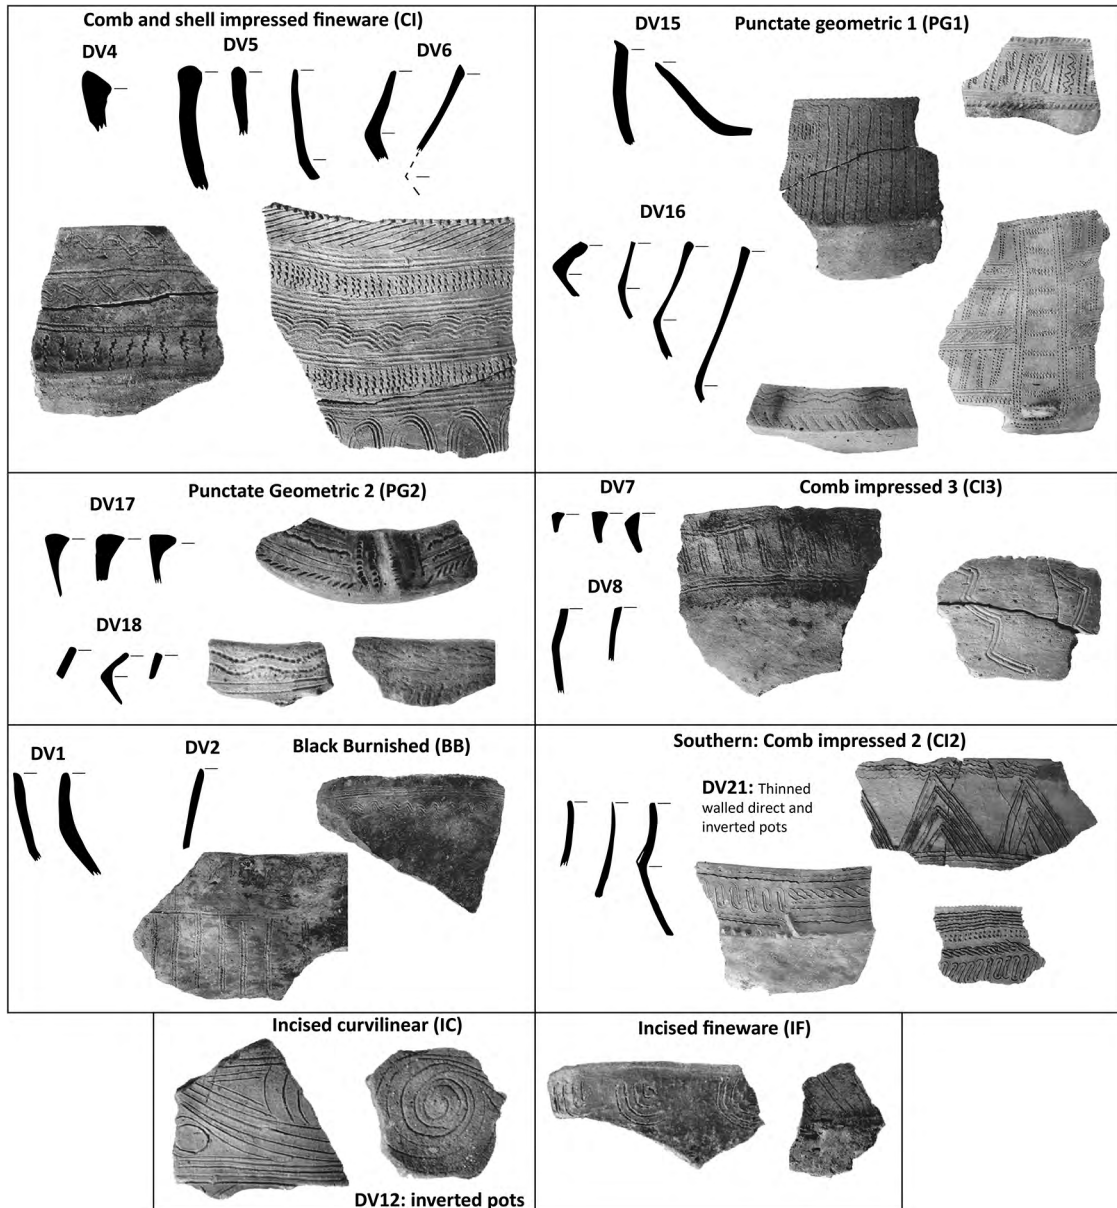 Comb and shell impressed fineware (CI)
DV4
DV5
DV6
Punctate geometric 1 (PG1)
DV15
DV16
Punctate Geometric 2 (PG2)
DV17
DV18
Comb impressed 3 (CI3)
DV7
DV8
Black Burnished (BB)
DV1
DV2
Southern: Comb impressed 2 (CI2)
DV21: Thinned
walled direct and
inverted pots
Incised curvilinear (IC)
DV12: inverted pots
Incised fineware (IF)